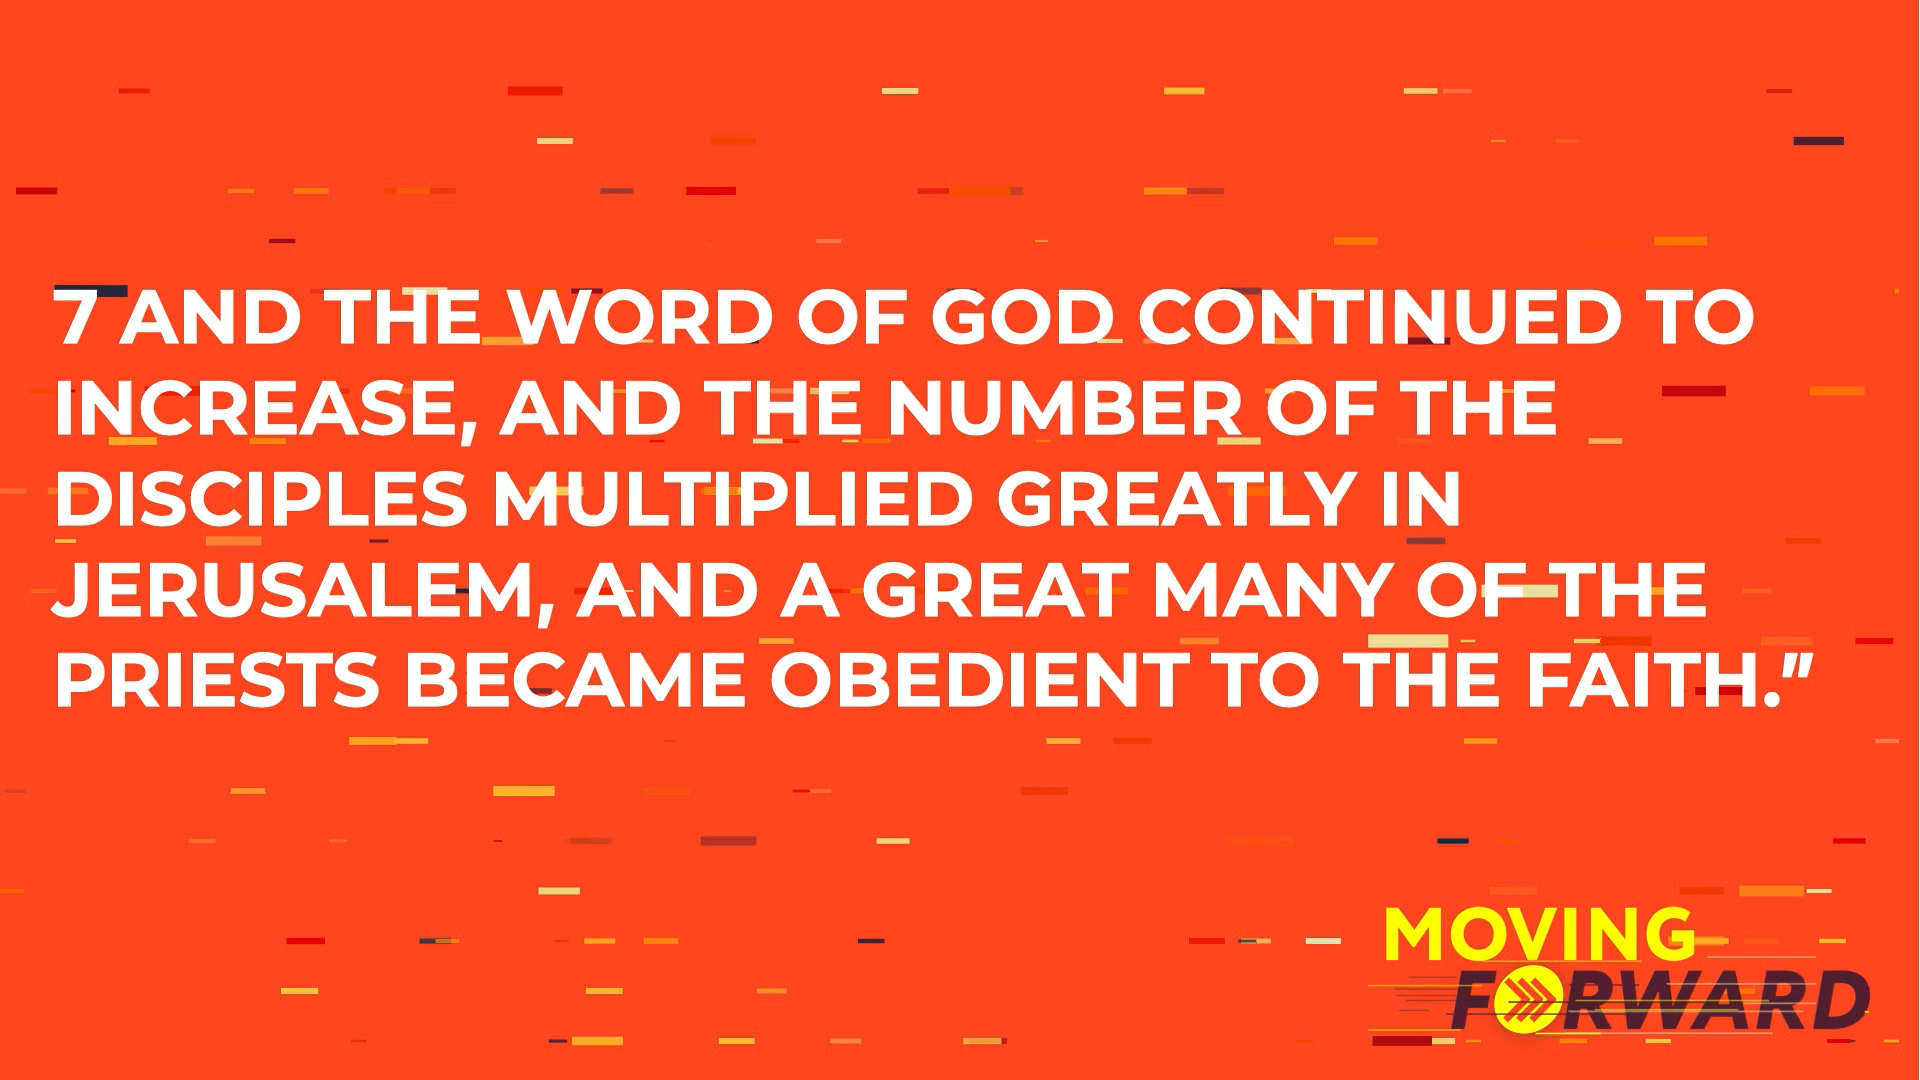 7 AND THE WORD OF GOD CONTINUED TO
INCREASE, AND THE NUMBER OF THE
DISCIPLES MULTIPLIED GREATLY IN
JERUSALEM, AND A GREAT MANY OF THE
PRIESTS BECAME OBEDIENT TO THE FAITH."
MOVING
FORWARD